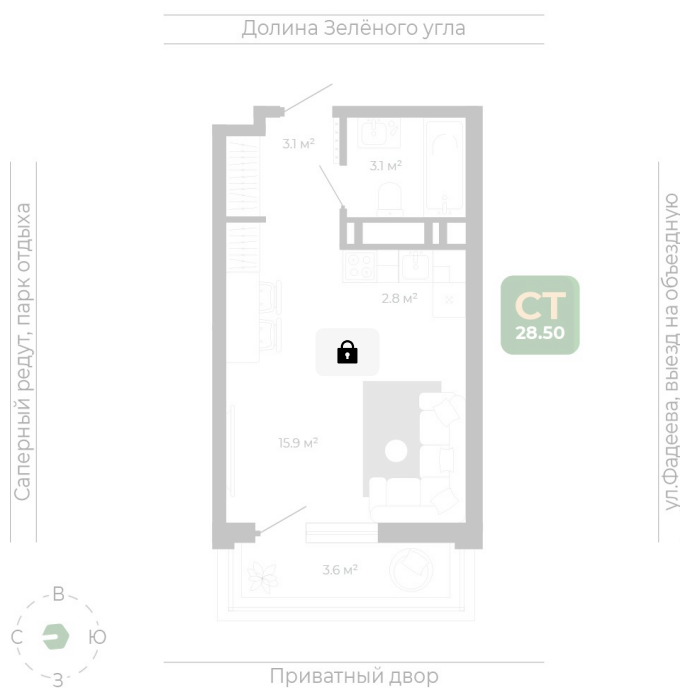 Долина Зелёного угла
3.1 м²
3.1 м²
Саперный редут, парк отдыха
ул.Фадеева, выезд на объездную
2.8 м²
СТ
28.50
15.9 м²
3.6 м²
В
С
Ю
З
Приватный двор